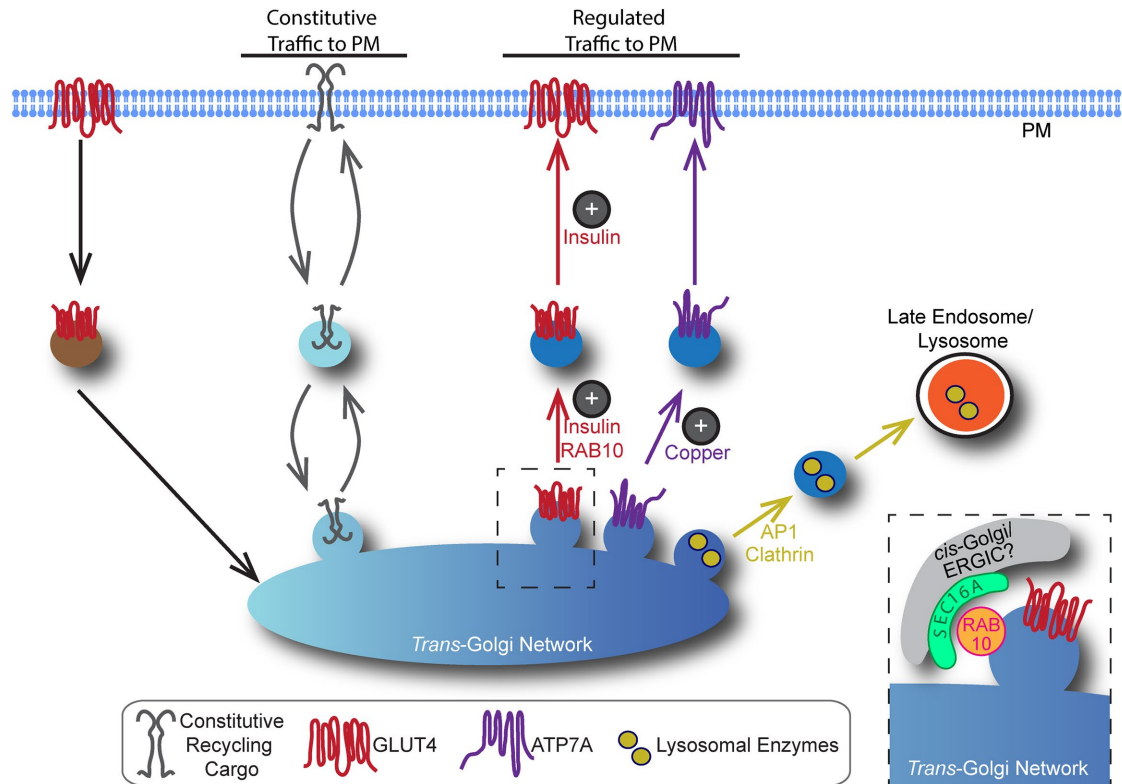 Constitutive
Traffic to PM
Regulated
Traffic to PM
PM
+
Insulin
+
Insulin
RAB10
+
Copper
Late Endosome/
Lysosome
AP1
Clathrin
Trans-Golgi Network
cis-Golgi/
ERGIC?
SEC16A
RAB
10
Trans-Golgi Network
Constitutive
Recycling
Cargo
GLUT4
ATP7A
Lysosomal Enzymes